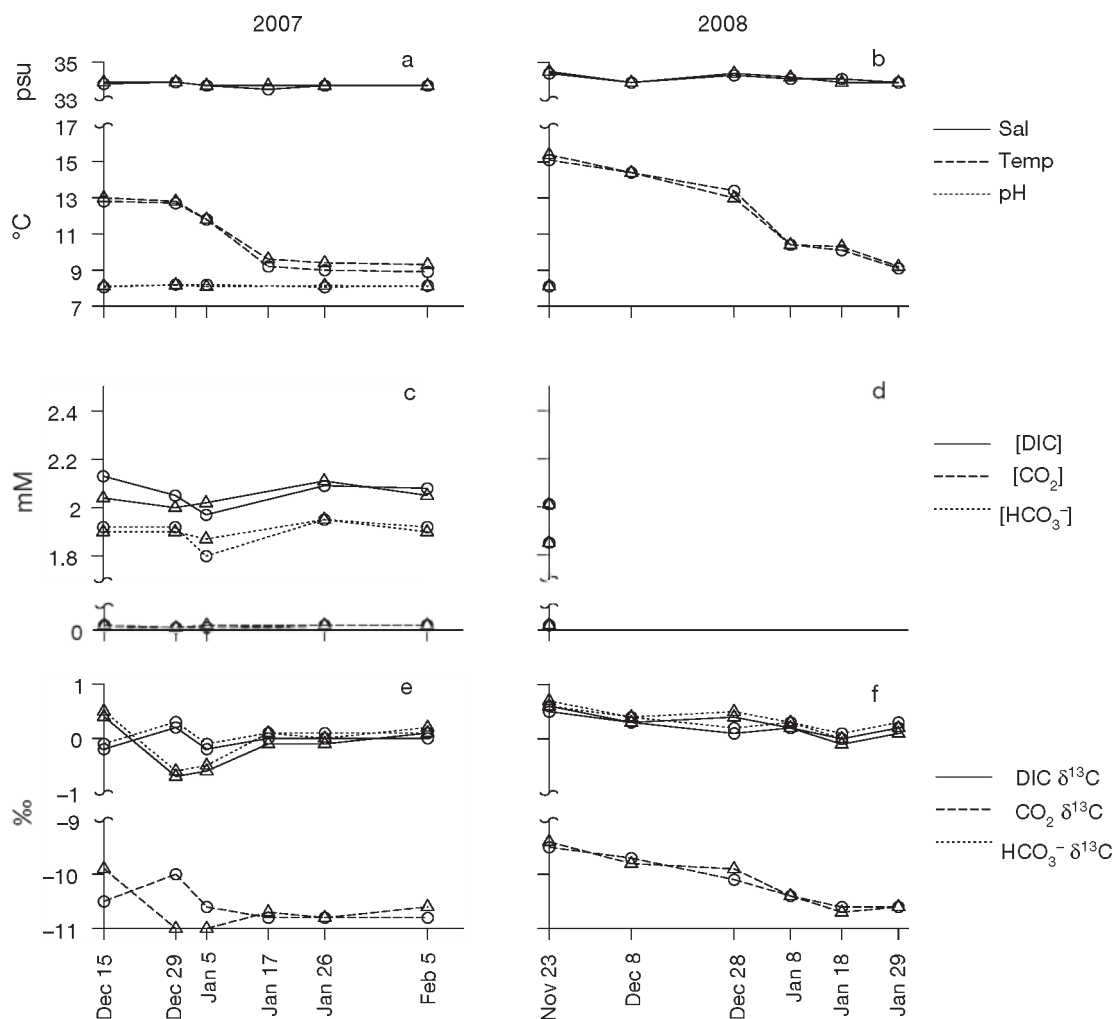 2007
2008
psu
35
33
a
b
Sal
Temp
pH
°C
17
15
13
11
9
7
mM
2.4
2.2
2
1.8
0
c
d
[DIC]
[CO₂]
[HCO₃⁻]
‰
1
0
−1
−9
−10
−11
e
f
DIC δ¹³C
CO₂ δ¹³C
HCO₃⁻ δ¹³C
Dec 15
Dec 29
Jan 5
Jan 17
Jan 26
Feb 5
Nov 23
Dec 8
Dec 28
Jan 8
Jan 18
Jan 29